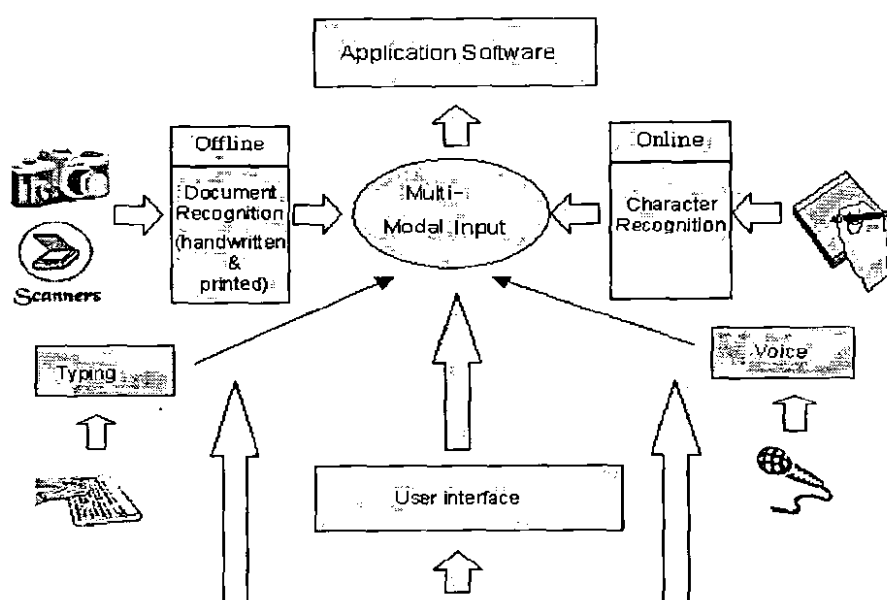 Application Software
Offline
Document
Recognition
(handwritten
&
printed)
Multi-
Modal Input
Online
Character
Recognition
Scanners
Typing
Voice
User interface